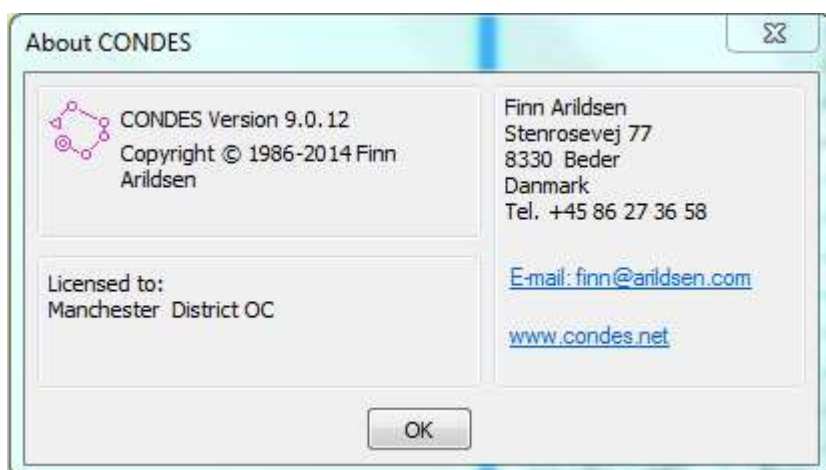 About CONDES
CONDES Version 9.0.12
Copyright © 1986-2014 Finn
Arildsen
Licensed to:
Manchester District OC
Finn Arildsen
Stenrosevej 77
8330 Beder
Danmark
Tel. +45 86 27 36 58
E-mail: finn@arildsen.com
www.condes.net
OK